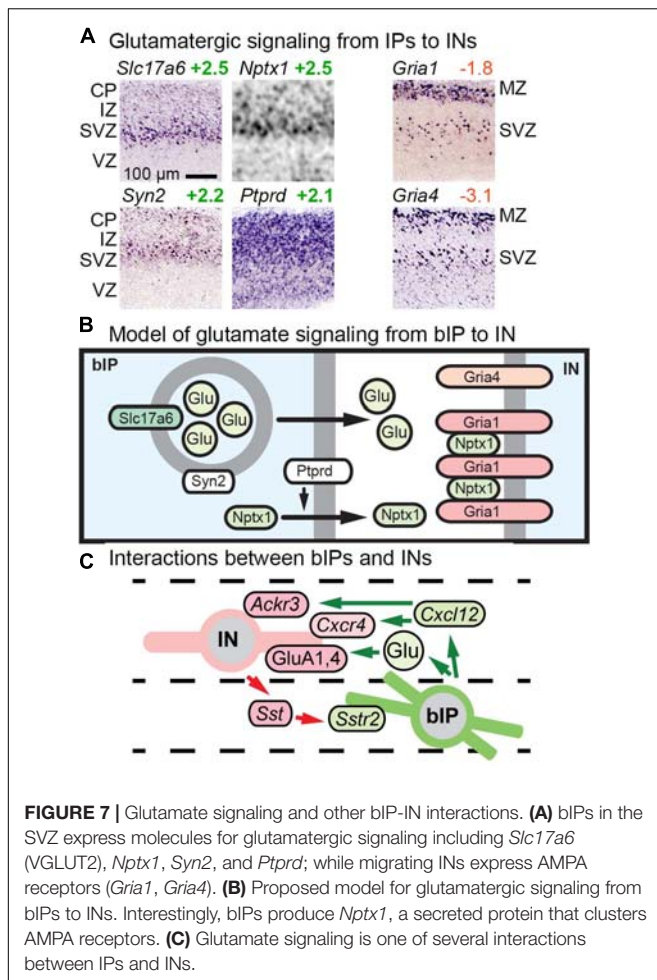 A Glutamatergic signaling from IPs to INs
Slc17a6 +2.5 Nptx1 +2.5 Gria1 -1.8
CP
IZ
SVZ
VZ
100 µm
MZ
SVZ
Syn2 +2.2 Ptprd +2.1 Gria4 -3.1
CP
IZ
SVZ
VZ
MZ
SVZ
B Model of glutamate signaling from bIP to IN
bIP
IN
Slc17a6
Glu
Glu
Glu
Syn2
Ptprd
Nptx1
Glu
Glu
Nptx1
Gria4
Gria1
Nptx1
Gria1
Nptx1
Gria1
C Interactions between bIPs and INs
Ackr3
Cxcl12
Cxcr4
IN
GluA1,4
Glu
Sst
Sstr2
bIP
FIGURE 7 | Glutamate signaling and other bIP-IN interactions. (A) bIPs in the
SVZ express molecules for glutamatergic signaling including Slc17a6
(VGLUT2), Nptx1, Syn2, and Ptprd; while migrating INs express AMPA
receptors (Gria1, Gria4). (B) Proposed model for glutamatergic signaling from
bIPs to INs. Interestingly, bIPs produce Nptx1, a secreted protein that clusters
AMPA receptors. (C) Glutamate signaling is one of several interactions
between IPs and INs.